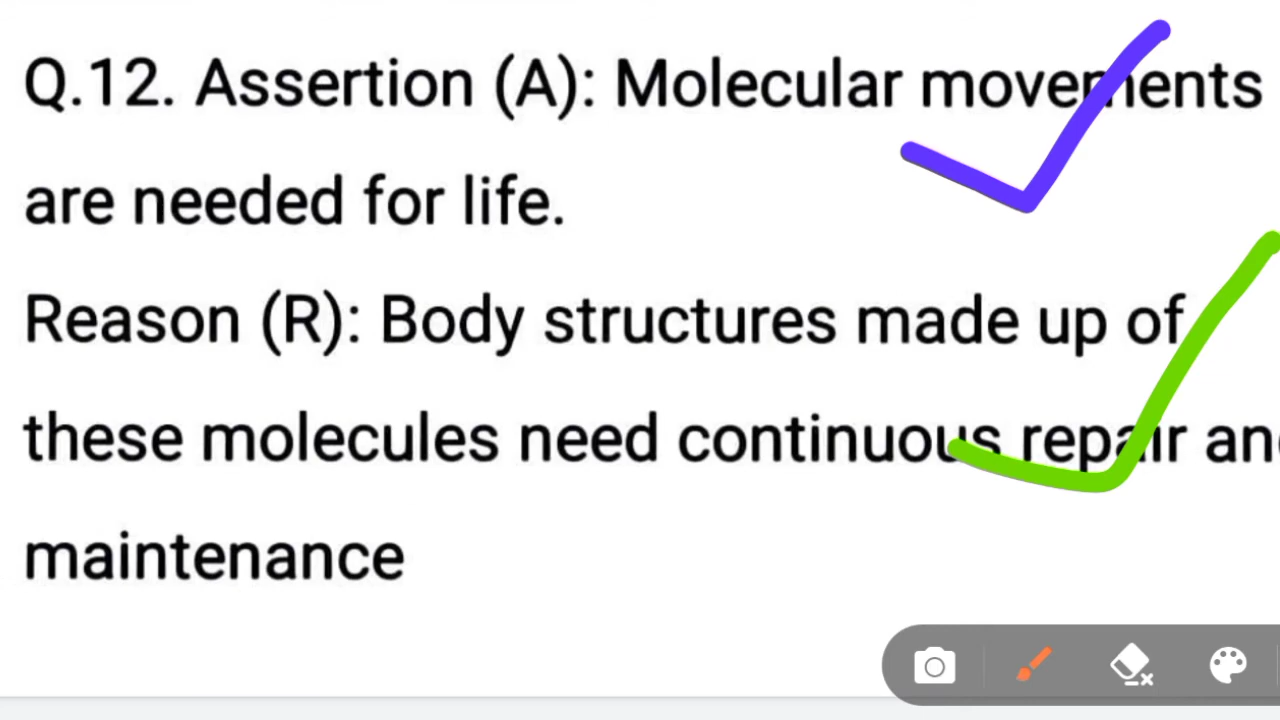 Q.12. Assertion (A): Molecular movements
are needed for life.
Reason (R): Body structures made up of
these molecules need continuous repair
maintenance